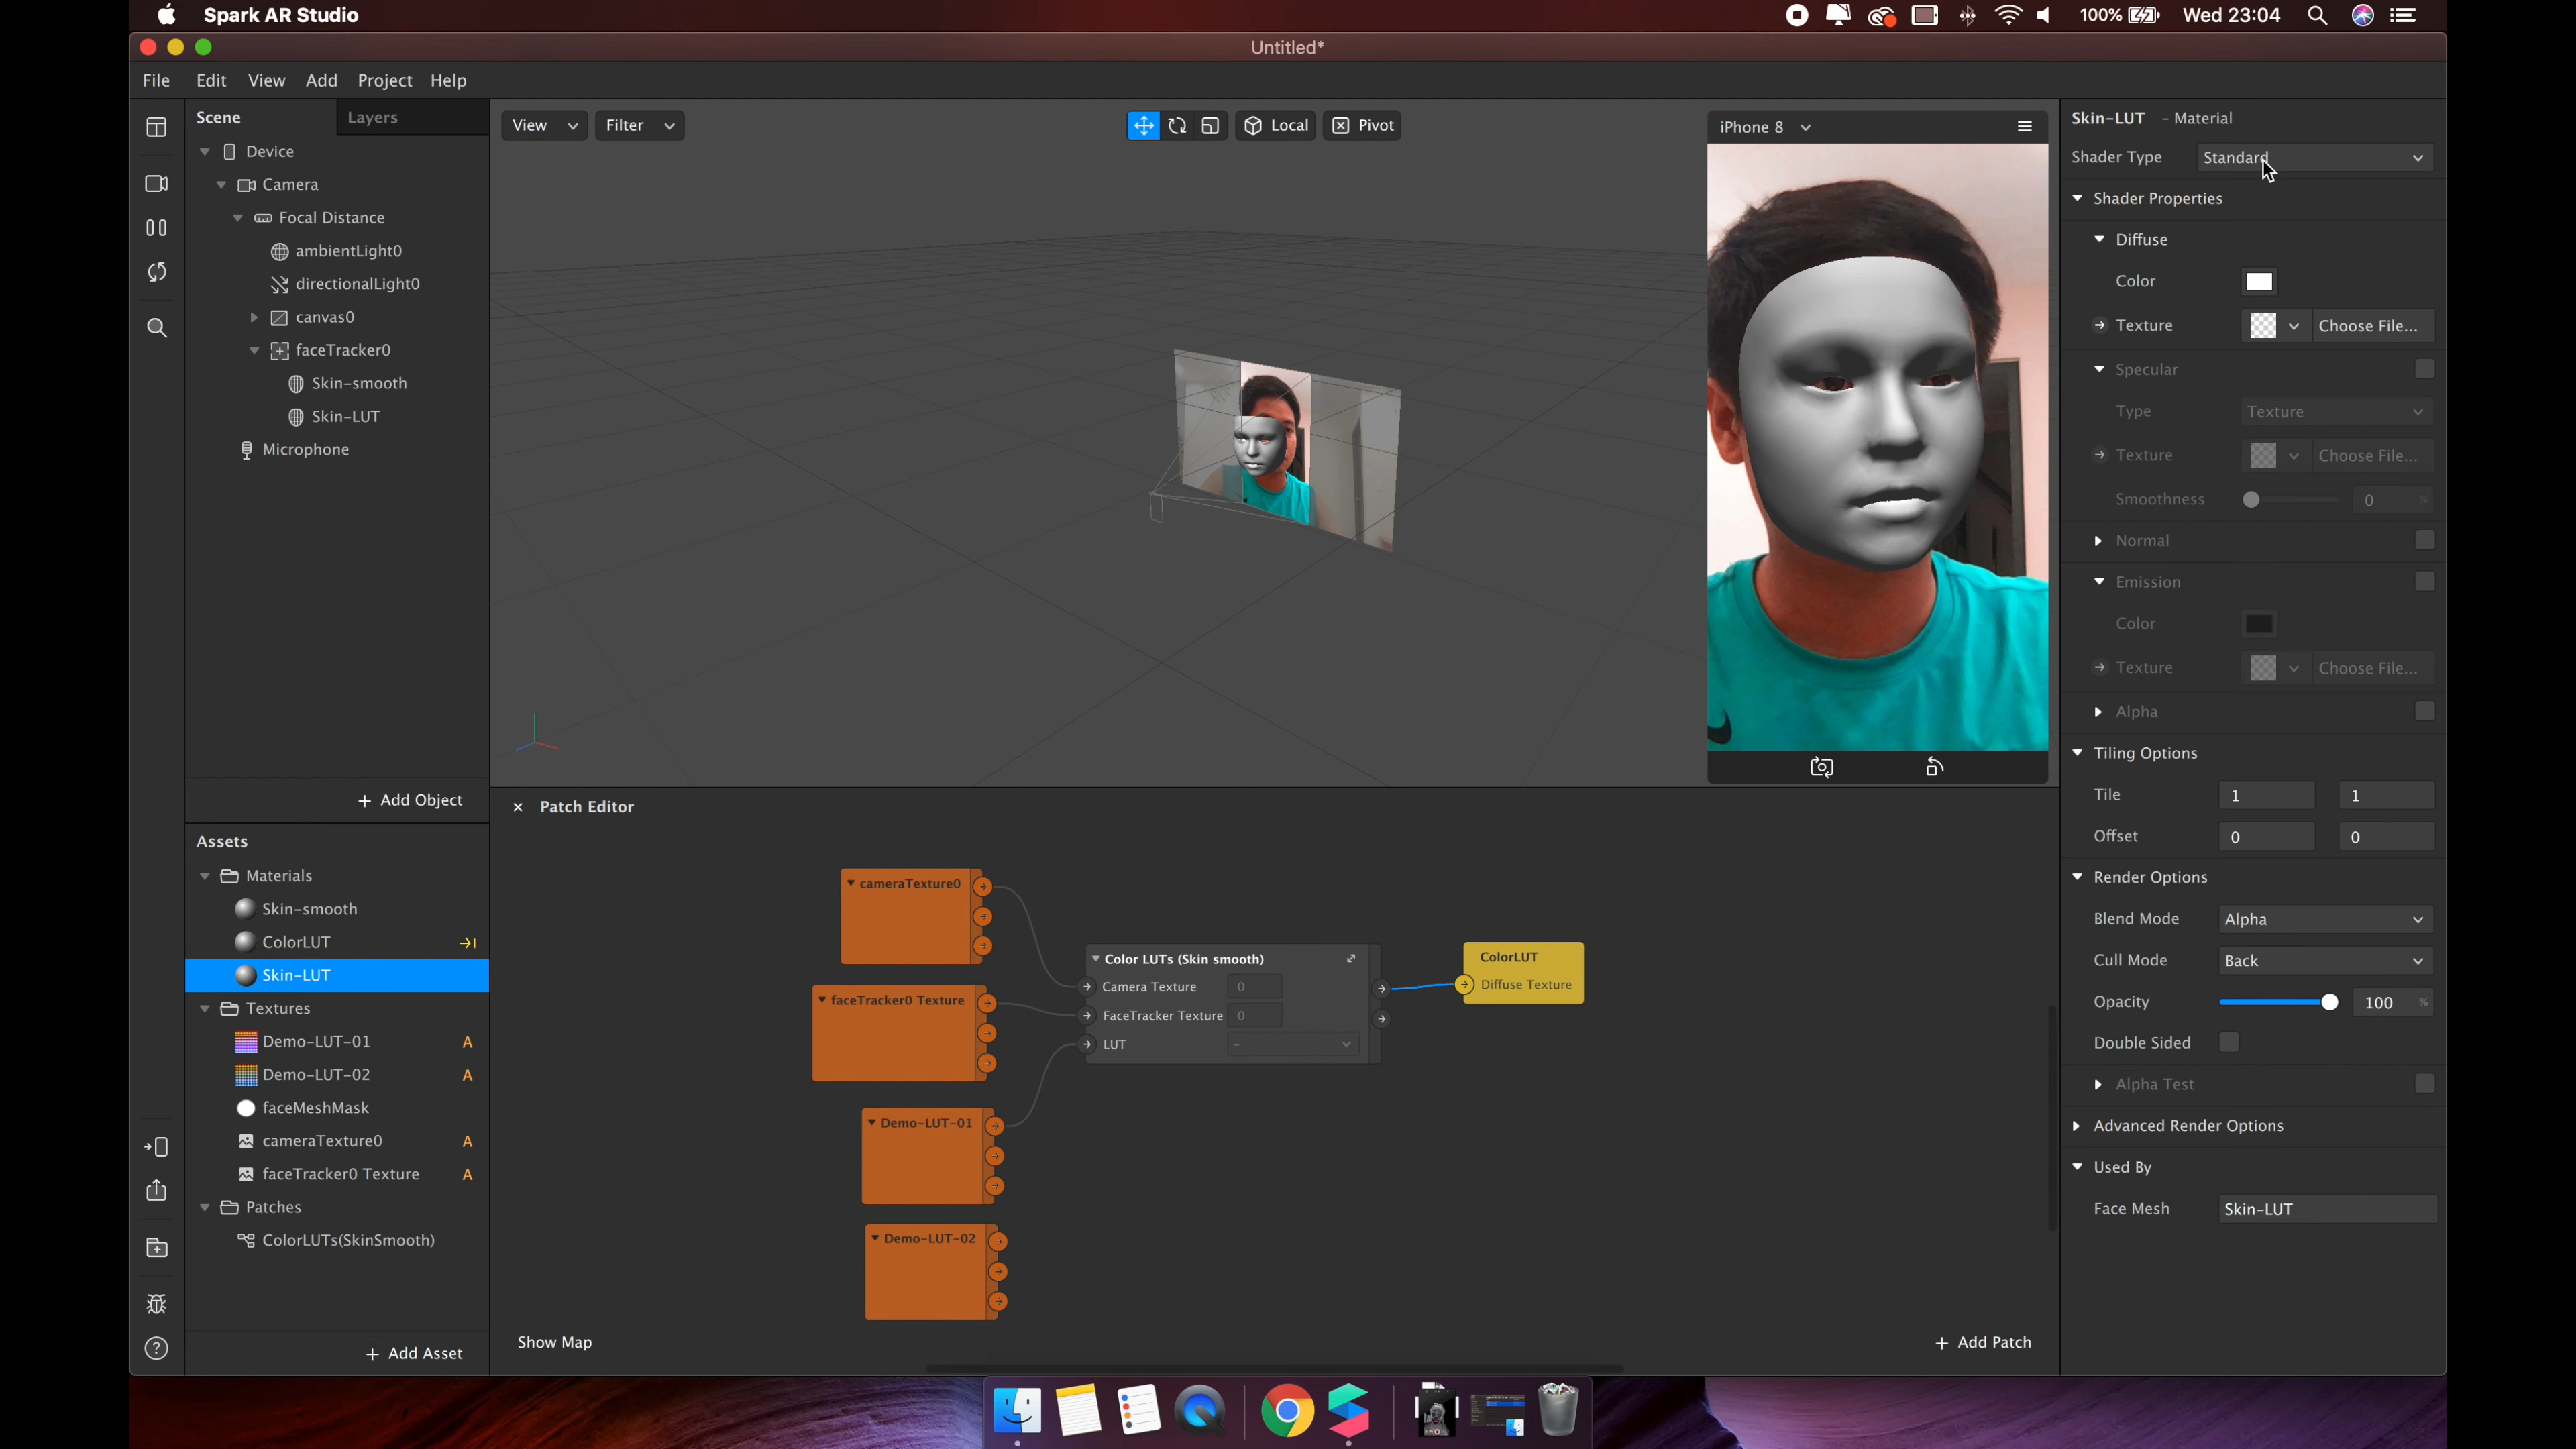 Spark AR Studio
100%
Wed 23:04
Untitled*
File Edit View Add Project Help
Scene
Layers
Device
Camera
Focal Distance
ambientLight0
directionalLight0
canvas0
faceTracker0
Skin-smooth
Skin-LUT
Microphone
+ Add Object
Assets
Materials
Skin-smooth
ColorLUT
Skin-LUT
Textures
Demo-LUT-01 A
Demo-LUT-02 A
faceMeshMask
cameraTexture0 A
faceTracker0 Texture A
Patches
ColorLUTs(SkinSmooth)
+ Add Asset
View
Filter
Local
Pivot
iPhone 8
Patch Editor
cameraTexture0
faceTracker0 Texture
Demo-LUT-01
Demo-LUT-02
Color LUTs (Skin smooth)
Camera Texture 0
FaceTracker Texture 0
LUT -
ColorLUT
Diffuse Texture
Show Map
+ Add Patch
Skin-LUT - Material
Shader Type Standard
Shader Properties
Diffuse
Color
Texture Choose File...
Specular
Type Texture
Texture Choose File...
Smoothness 0 %
Normal
Emission
Color
Texture Choose File...
Alpha
Tiling Options
Tile 1 1
Offset 0 0
Render Options
Blend Mode Alpha
Cull Mode Back
Opacity 100 %
Double Sided
Alpha Test
Advanced Render Options
Used By
Face Mesh Skin-LUT